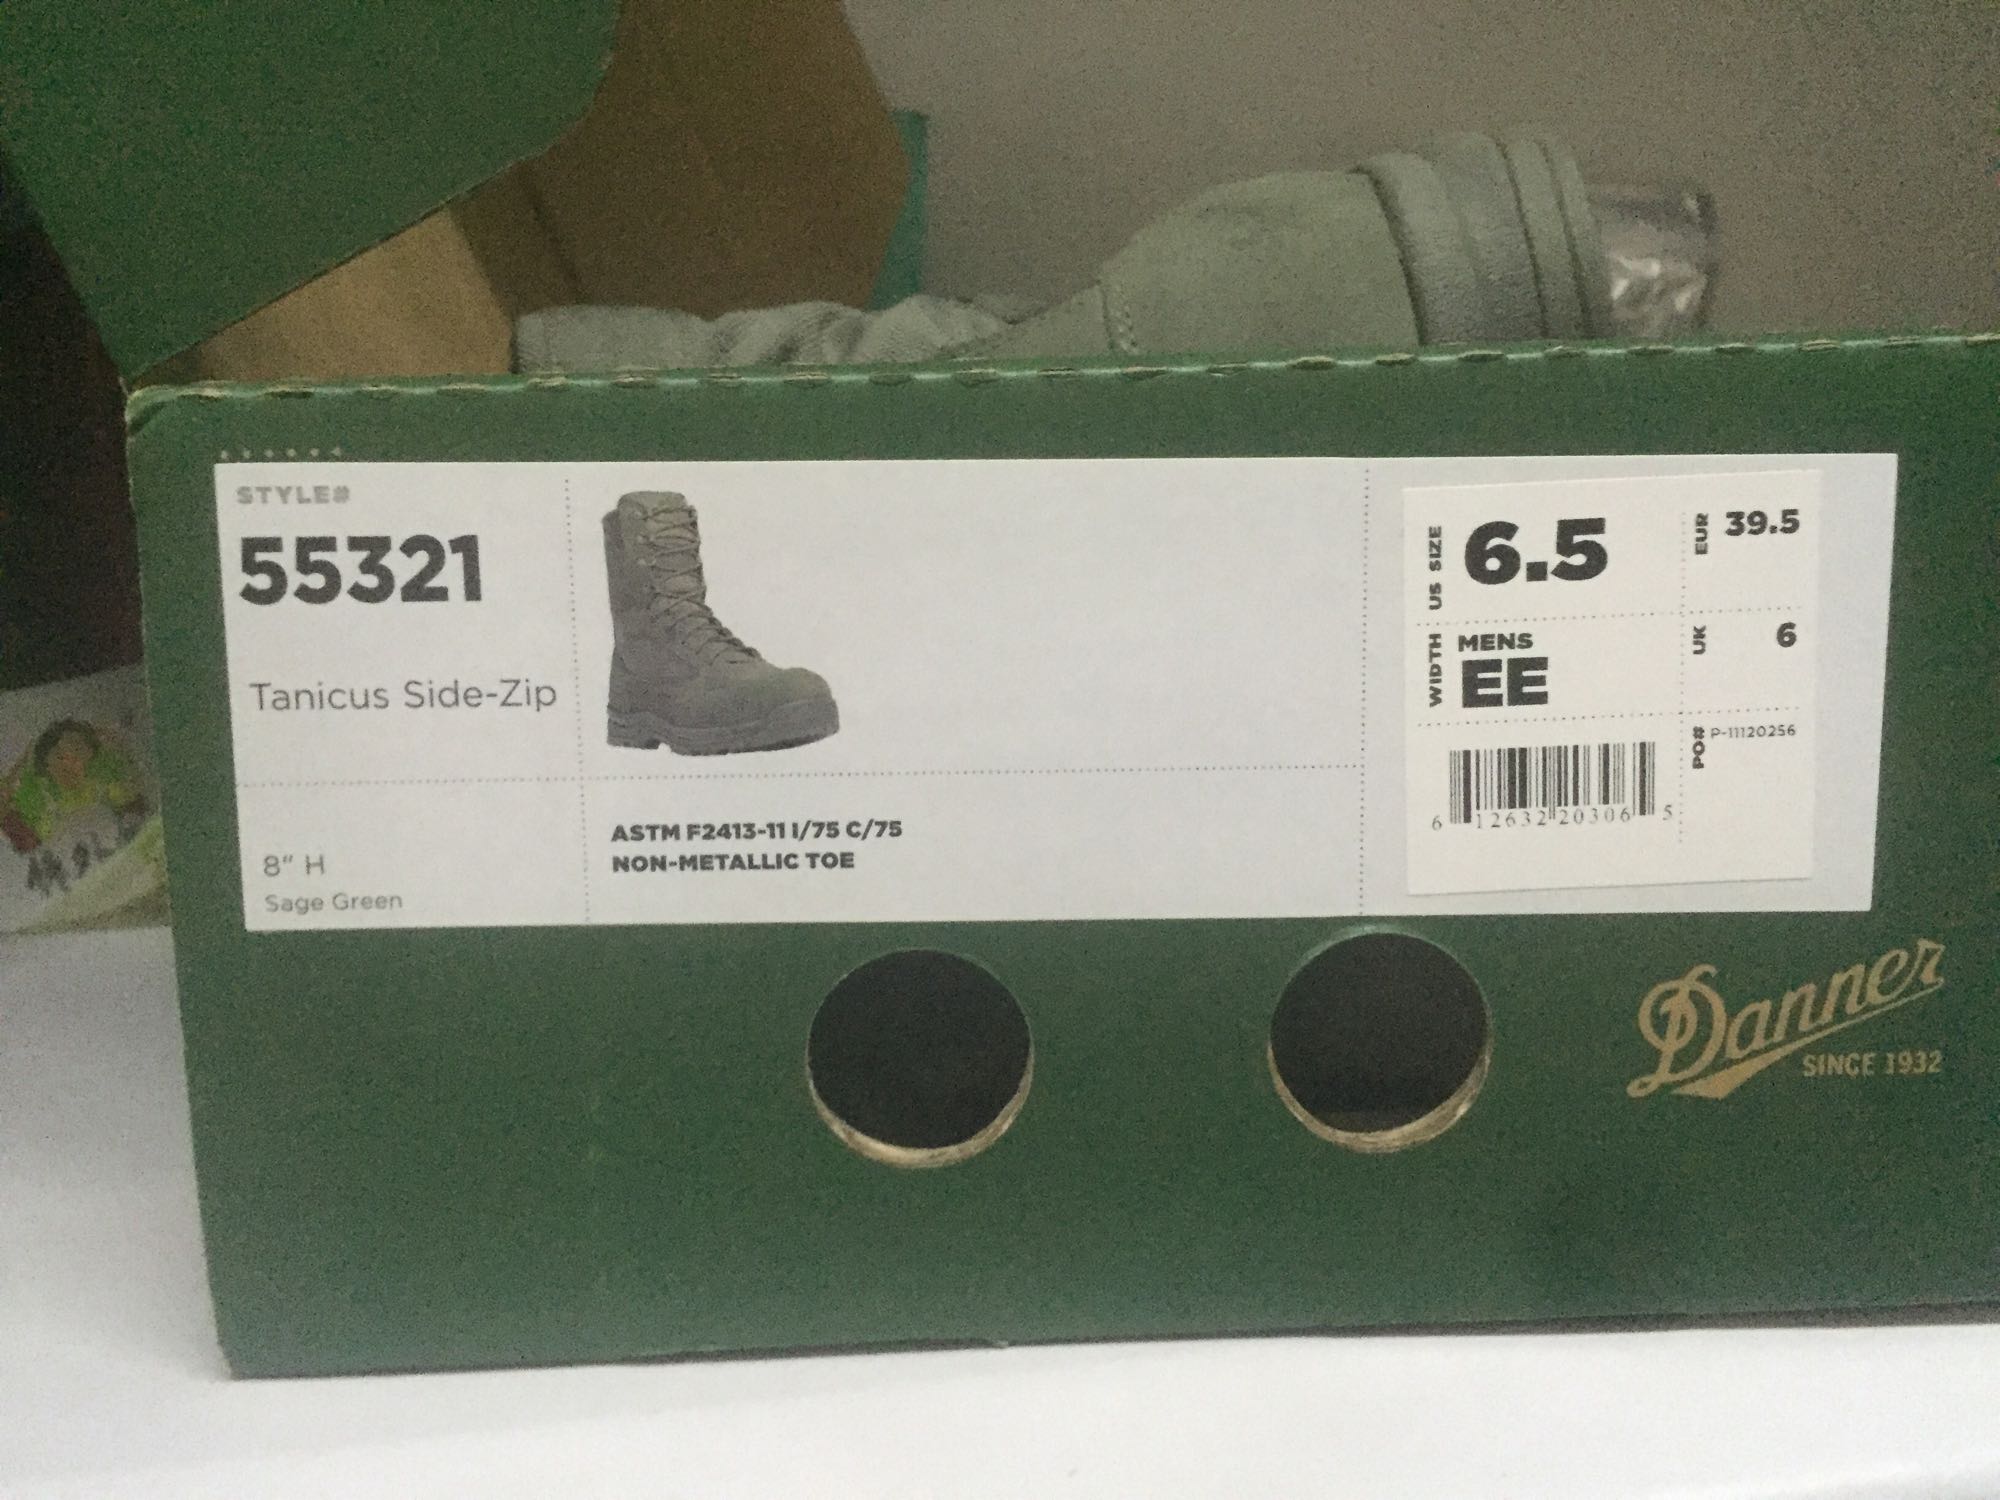 STYLE#
55321
Tanicus Side-Zip
8" H
Sage Green
ASTM F2413-11 I/75 C/75
NON-METALLIC TOE
US SIZE 6.5
EUR 39.5
WIDTH MENS EE
UK 6
PO# P-11120256
6 12632 20306 5
Danner
SINCE 1932